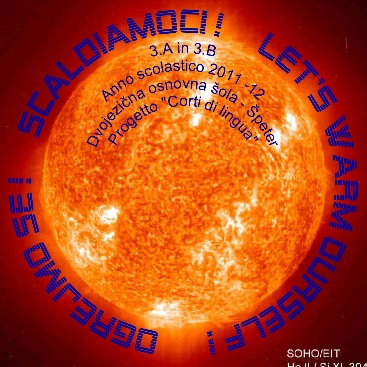 SCALDIAMOCI !
LET'S WARM OURSELF !
OGREJMO SE !
3.A in 3.B
Anno scolastico 2011 -12
Dvojezična osnovna šola - Špeter
Progetto "Corti di lingua"
SOHO/EIT